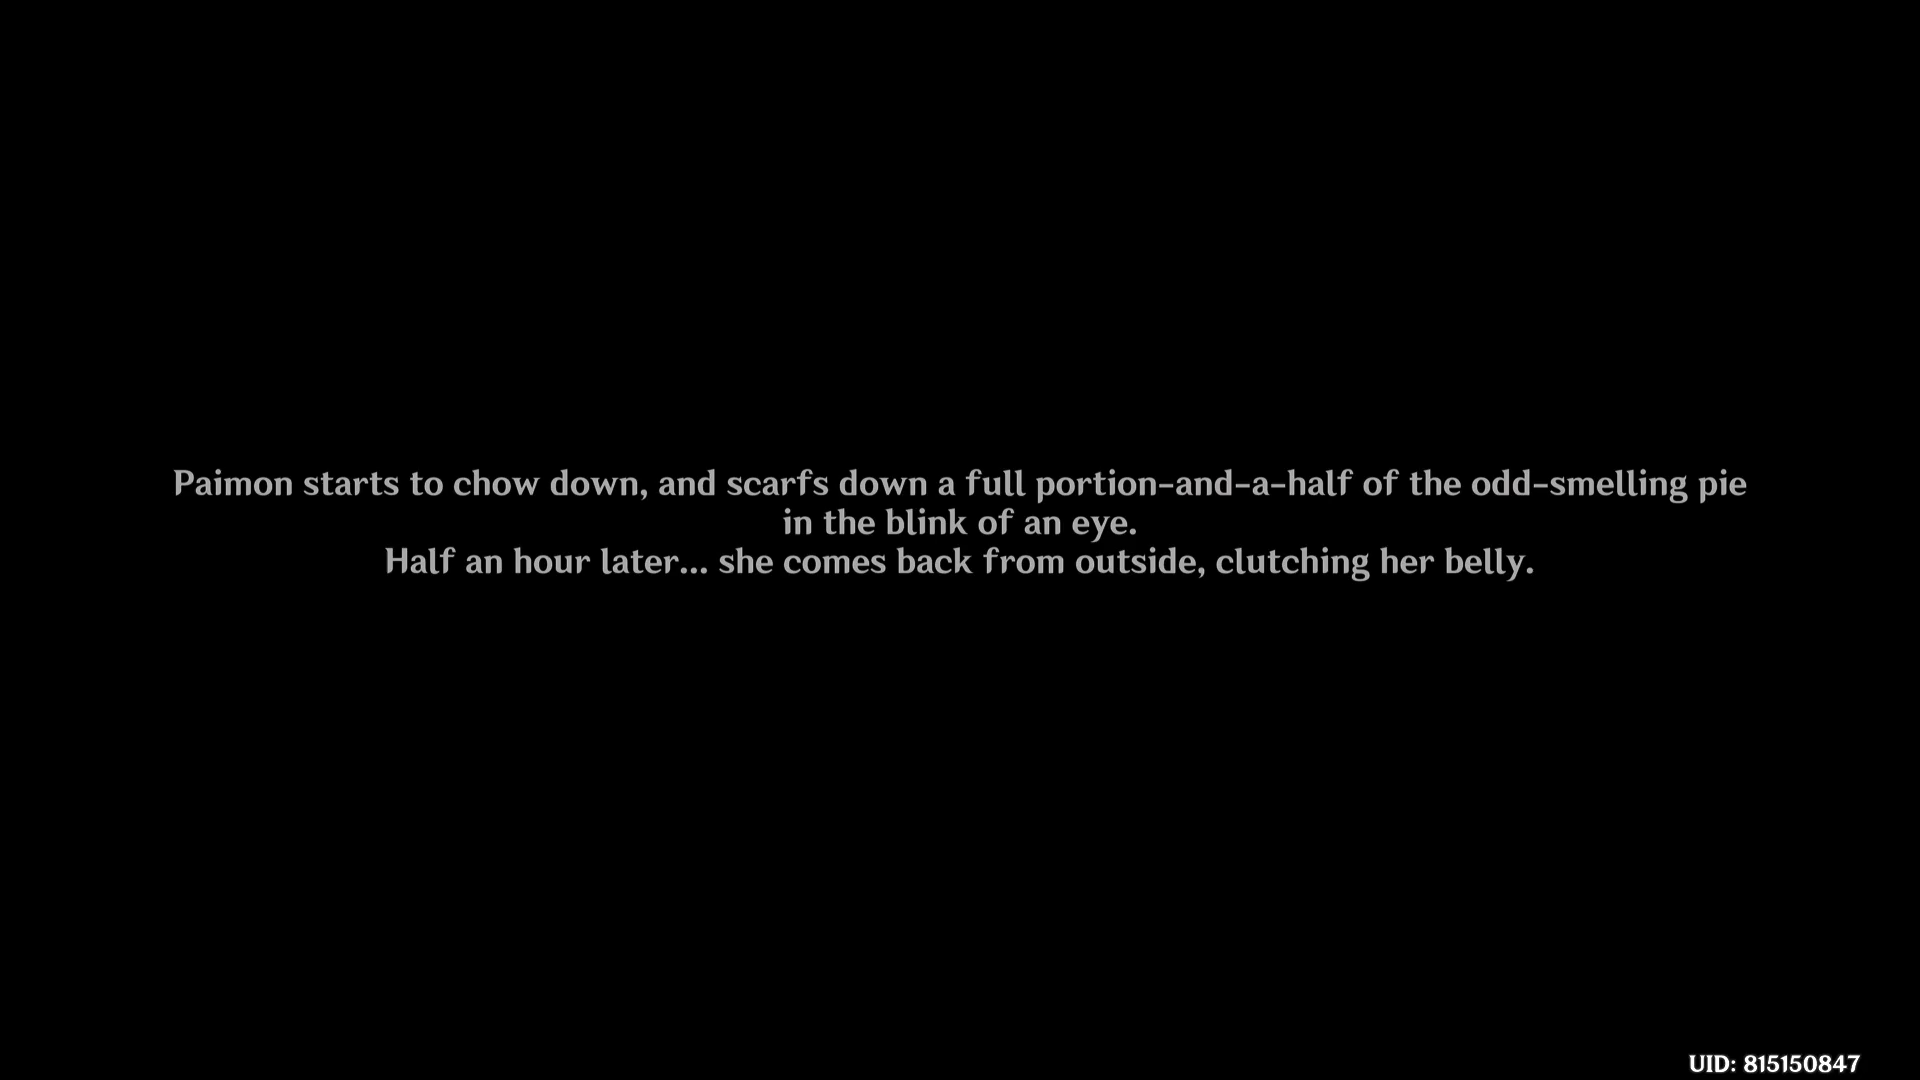 Paimon starts to chow down, and scarfs down a full portion-and-a-half of the odd-smelling pie
in the blink of an eye.
Half an hour later... she comes back from outside, clutching her belly.
UID: 815150847